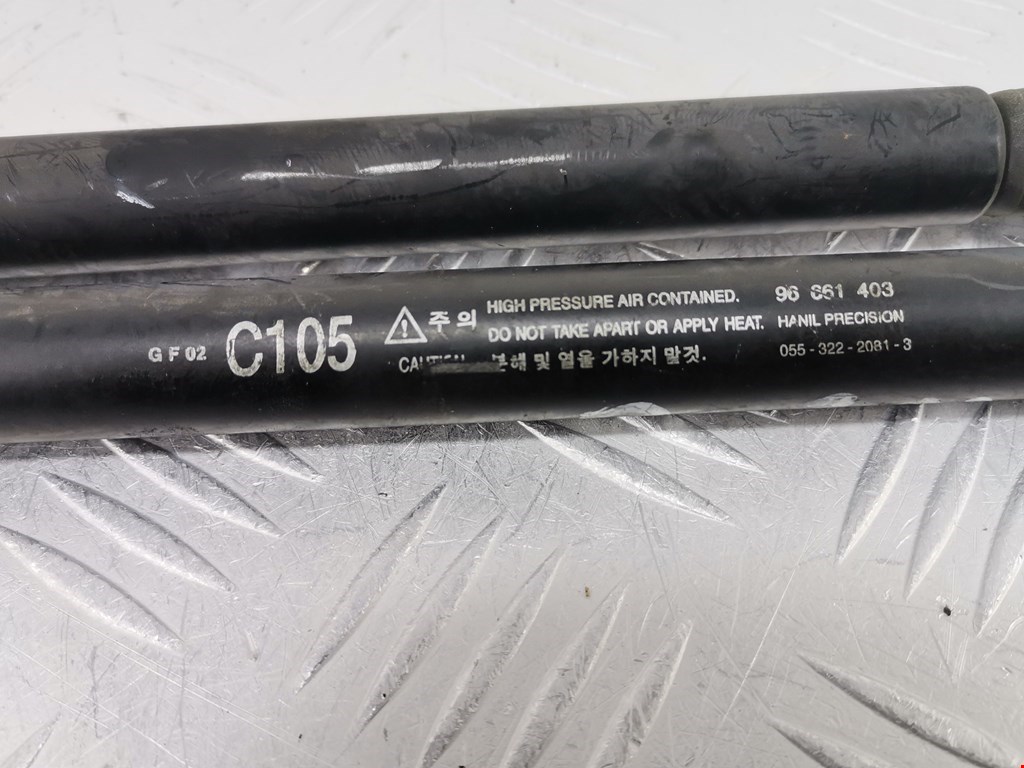 G F 02 C105
주 의 HIGH PRESSURE AIR CONTAINED. 96 861 403
DO NOT TAKE APART OR APPLY HEAT. HANIL PRECISION
CAUTION 분해 및 열을 가하지 말것. 055-322-2081-3